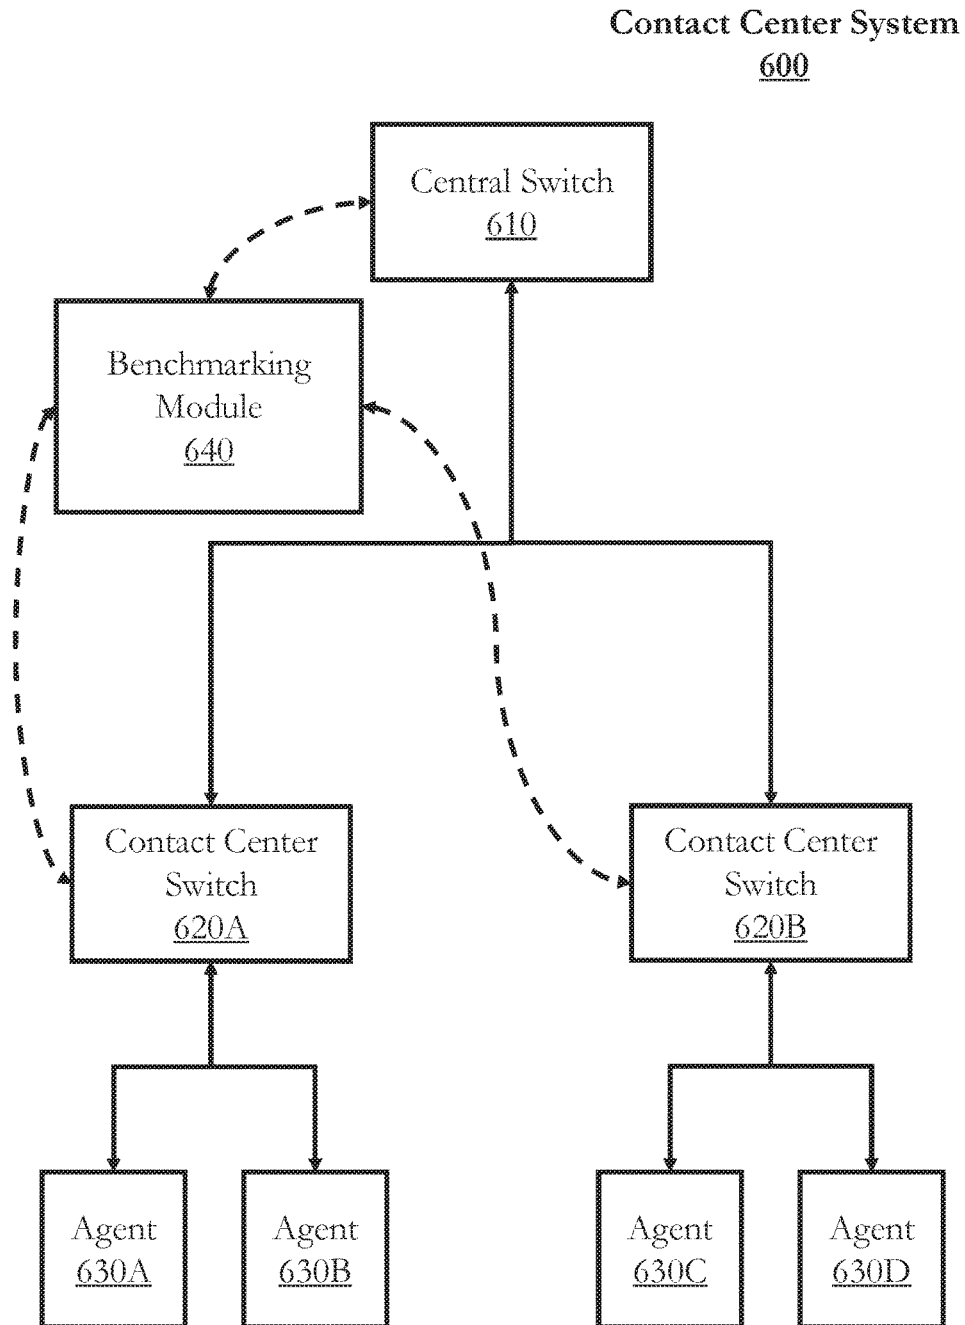 Contact Center System
600
Central Switch
610
Benchmarking
Module
640
Contact Center
Switch
620A
Contact Center
Switch
620B
Agent
630A
Agent
630B
Agent
630C
Agent
630D